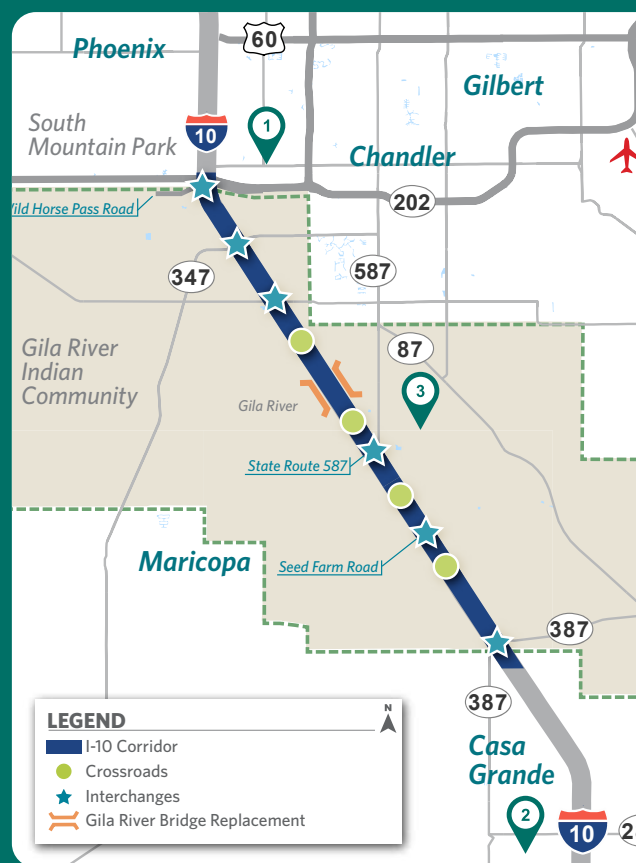 60
Phoenix
Gilbert
South
Mountain Park
10
1
Chandler
Wild Horse Pass Road
202
347
587
87
Gila River
Indian
Community
3
Gila River
State Route 587
Maricopa
Seed Farm Road
387
387
Casa
Grande
2
10
N
LEGEND
I-10 Corridor
Crossroads
Interchanges
Gila River Bridge Replacement